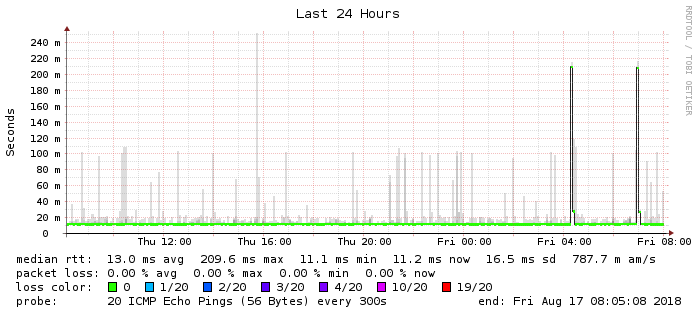 Last 24 Hours
RRDTOOL / TOBI OETIKER
Seconds
240 m
220 m
200 m
180 m
160 m
140 m
120 m
100 m
80 m
60 m
40 m
20 m
0
Thu 12:00 Thu 16:00 Thu 20:00 Fri 00:00 Fri 04:00 Fri 08:00
median rtt: 13.0 ms avg 209.6 ms max 11.1 ms min 11.2 ms now 16.5 ms sd 787.7 m am/s
packet loss: 0.00 % avg 0.00 % max 0.00 % min 0.00 % now
loss color: 0 1/20 2/20 3/20 4/20 10/20 19/20
probe: 20 ICMP Echo Pings (56 Bytes) every 300s end: Fri Aug 17 08:05:08 2018